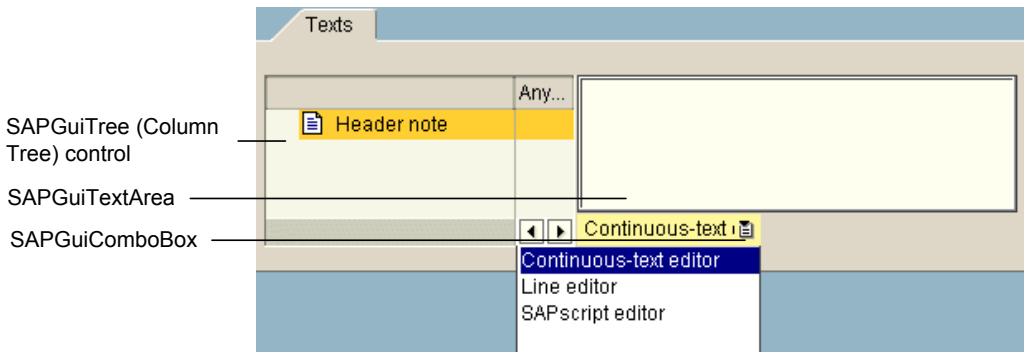 Texts
Any...
Header note
SAPGuiTree (Column
Tree) control
SAPGuiTextArea
SAPGuiComboBox
Continuous-text
Continuous-text editor
Line editor
SAPscript editor